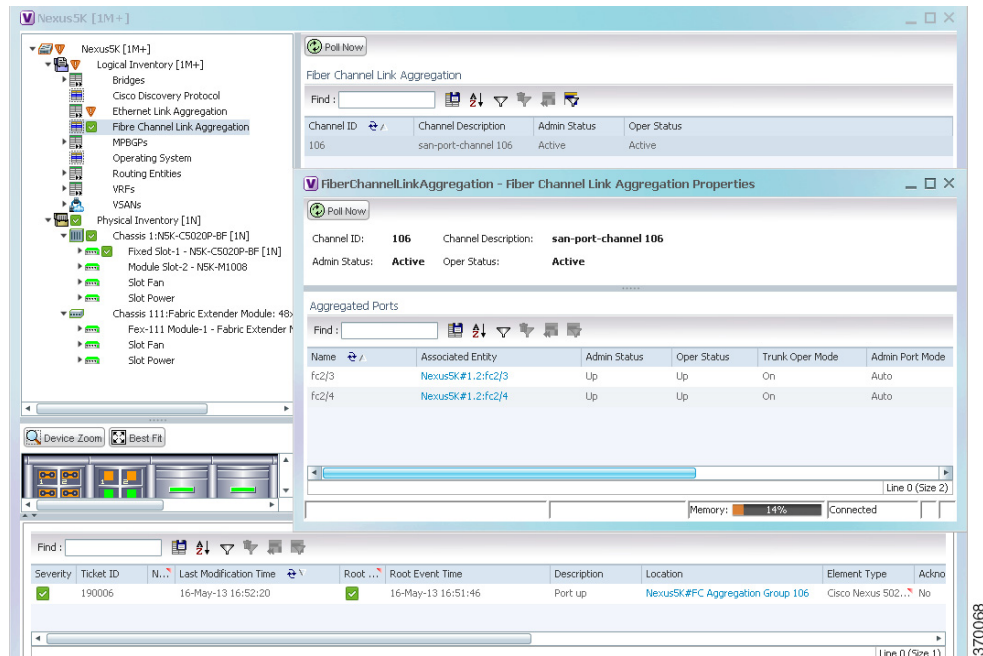 Nexus5K [1M+]
Nexus5K [1M+]
Logical Inventory [1M+]
Bridges
Cisco Discovery Protocol
Ethernet Link Aggregation
Fibre Channel Link Aggregation
MPBGPs
Operating System
Routing Entities
VRFs
VSANs
Physical Inventory [1N]
Chassis 1:N5K-C5020P-BF [1N]
Fixed Slot-1 - N5K-C5020P-BF [1N]
Module Slot-2 - N5K-M1008
Slot Fan
Slot Power
Chassis 111:Fabric Extender Module: 48
Fex-111 Module-1 - Fabric Extender
Slot Fan
Slot Power
Device Zoom Best Fit
Poll Now
Fiber Channel Link Aggregation
Find :
Channel ID Channel Description Admin Status Oper Status
106 san-port-channel 106 Active Active
FiberChannelLinkAggregation - Fiber Channel Link Aggregation Properties
Poll Now
Channel ID: 106 Channel Description: san-port-channel 106
Admin Status: Active Oper Status: Active
Aggregated Ports
Find :
Name Associated Entity Admin Status Oper Status Trunk Oper Mode Admin Port Mode
fc2/3 Nexus5K#1.2:fc2/3 Up Up On Auto
fc2/4 Nexus5K#1.2:fc2/4 Up Up On Auto
Line 0 (Size 2)
Memory: 14% Connected
Find :
Severity Ticket ID N... Last Modification Time Root ... Root Event Time Description Location Element Type Ackno
190006 16-May-13 16:52:20 16-May-13 16:51:46 Port up Nexus5K#FC Aggregation Group 106 Cisco Nexus 502... No
Line 0 (Size 1)
370068